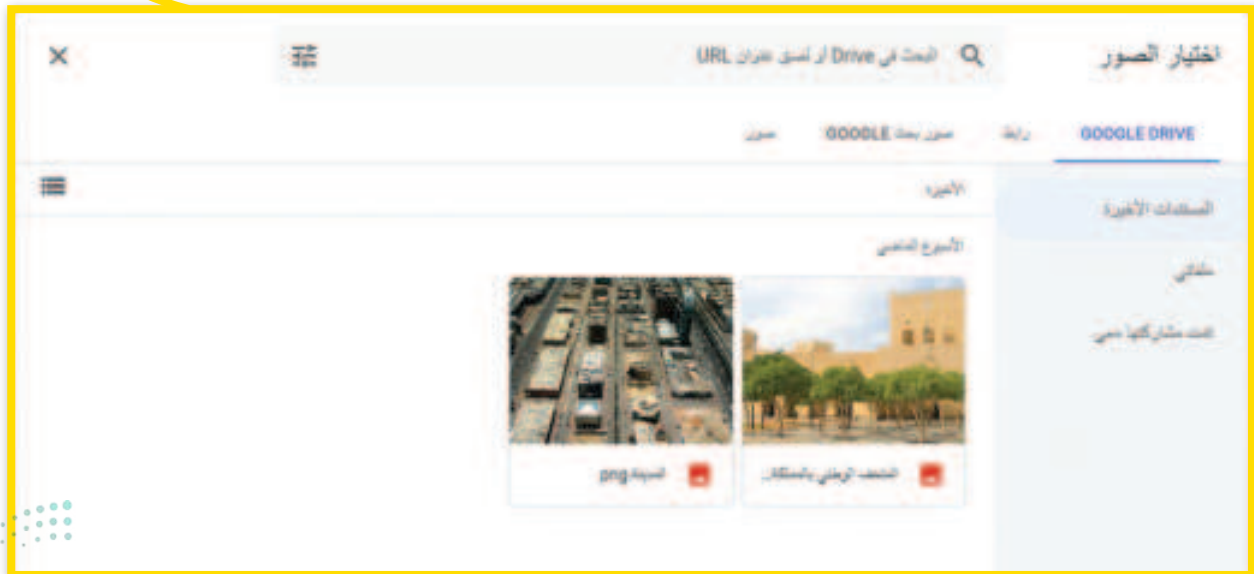 اختيار الصور
البحث في Drive أو لصق عنوان URL
GOOGLE DRIVE
رابط
صور بحث GOOGLE
صور
المستندات الأخيرة
ملفاتي
تمت مشاركتها معي
الأخيرة
الأسبوع الماضي
المتحف الوطني بالمملكة...
المدينة.png